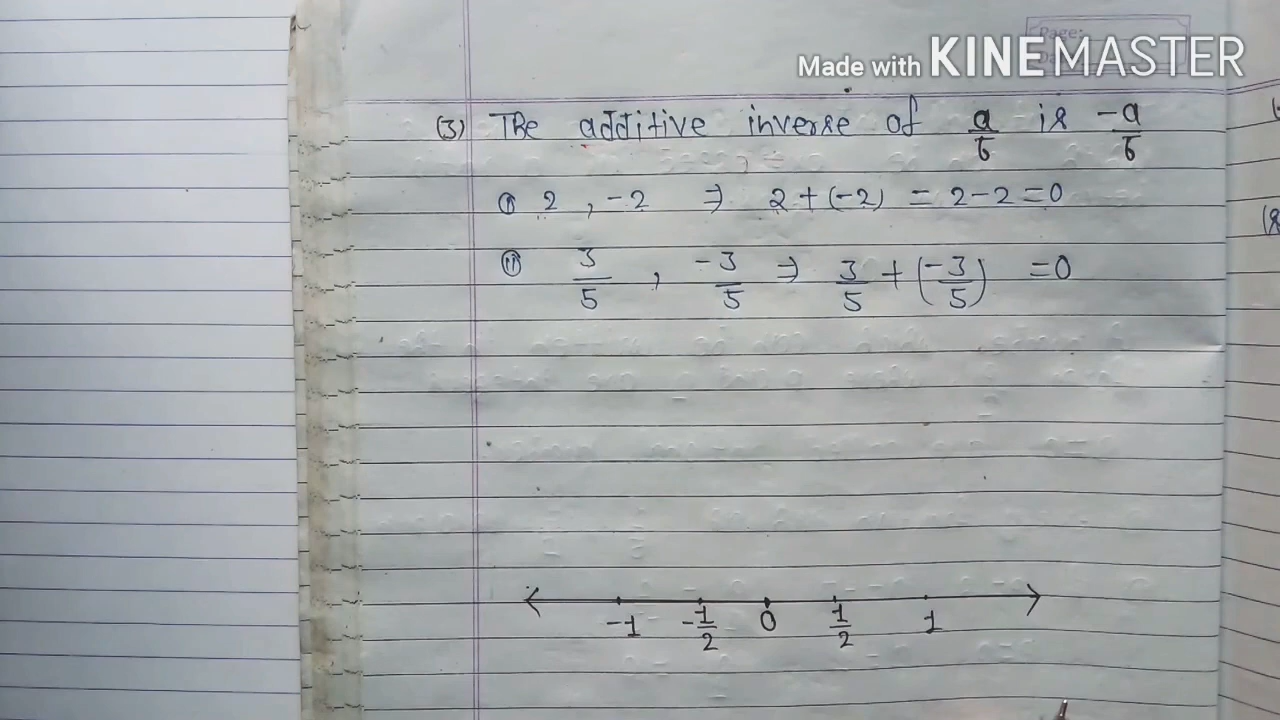 Page:
Made with KINEMASTER
(3) The additive inverse of a/b is -a/b
(i) 2 , -2 ⇒ 2 + (-2) = 2 - 2 = 0
(ii) 3/5 , -3/5 ⇒ 3/5 + (-3/5) = 0
-1 -1/2 0 1/2 1